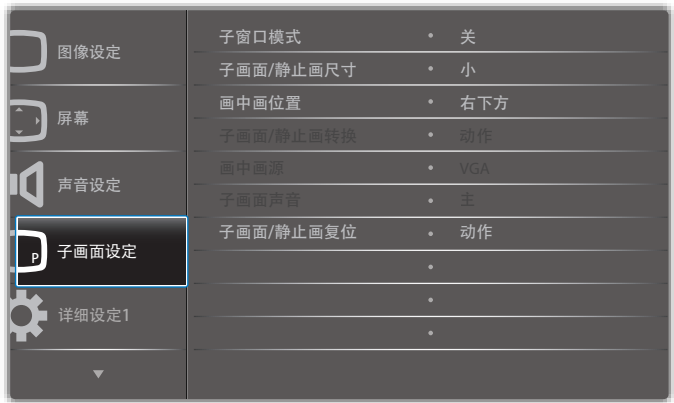 图像设定
屏幕
声音设定
P
子画面设定
详细设定1
子窗口模式 • 关
子画面/静止画尺寸 • 小
画中画位置 • 右下方
子画面/静止画转换 • 动作
画中画源 • VGA
子画面声音 • 主
子画面/静止画复位 • 动作